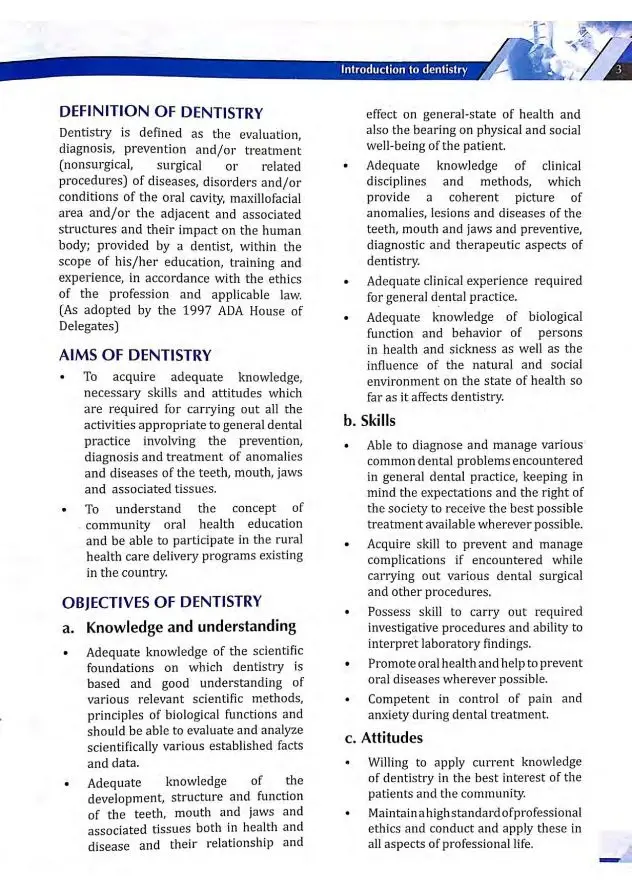 Introduction to dentistry
3
DEFINITION OF DENTISTRY
Dentistry is defined as the evaluation,
diagnosis, prevention and/or treatment
(nonsurgical, surgical or related
procedures) of diseases, disorders and/or
conditions of the oral cavity, maxillofacial
area and/or the adjacent and associated
structures and their impact on the human
body; provided by a dentist, within the
scope of his/her education, training and
experience, in accordance with the ethics
of the profession and applicable law.
(As adopted by the 1997 ADA House of
Delegates)
AIMS OF DENTISTRY
• To acquire adequate knowledge,
necessary skills and attitudes which
are required for carrying out all the
activities appropriate to general dental
practice involving the prevention,
diagnosis and treatment of anomalies
and diseases of the teeth, mouth, jaws
and associated tissues.
• To understand the concept of
community oral health education
and be able to participate in the rural
health care delivery programs existing
in the country.
OBJECTIVES OF DENTISTRY
a. Knowledge and understanding
• Adequate knowledge of the scientific
foundations on which dentistry is
based and good understanding of
various relevant scientific methods,
principles of biological functions and
should be able to evaluate and analyze
scientifically various established facts
and data.
• Adequate knowledge of the
development, structure and function
of the teeth, mouth and jaws and
associated tissues both in health and
disease and their relationship and
effect on general-state of health and
also the bearing on physical and social
well-being of the patient.
• Adequate knowledge of clinical
disciplines and methods, which
provide a coherent picture of
anomalies, lesions and diseases of the
teeth, mouth and jaws and preventive,
diagnostic and therapeutic aspects of
dentistry.
• Adequate clinical experience required
for general dental practice.
• Adequate knowledge of biological
function and behavior of persons
in health and sickness as well as the
influence of the natural and social
environment on the state of health so
far as it affects dentistry.
b. Skills
• Able to diagnose and manage various
common dental problems encountered
in general dental practice, keeping in
mind the expectations and the right of
the society to receive the best possible
treatment available wherever possible.
• Acquire skill to prevent and manage
complications if encountered while
carrying out various dental surgical
and other procedures.
• Possess skill to carry out required
investigative procedures and ability to
interpret laboratory findings.
• Promote oral health and help to prevent
oral diseases wherever possible.
• Competent in control of pain and
anxiety during dental treatment.
c. Attitudes
• Willing to apply current knowledge
of dentistry in the best interest of the
patients and the community.
• Maintain a high standard of professional
ethics and conduct and apply these in
all aspects of professional life.